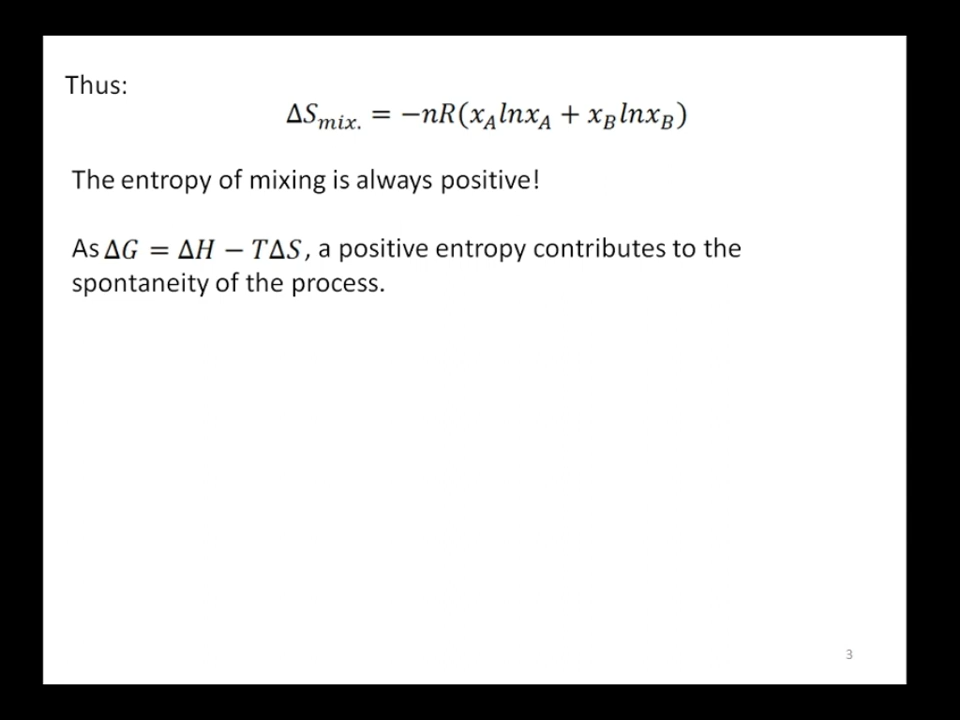 Thus:
ΔS_mix. = −nR(x_A lnx_A + x_B lnx_B)
The entropy of mixing is always positive!
As ΔG = ΔH − TΔS, a positive entropy contributes to the
spontaneity of the process.
3